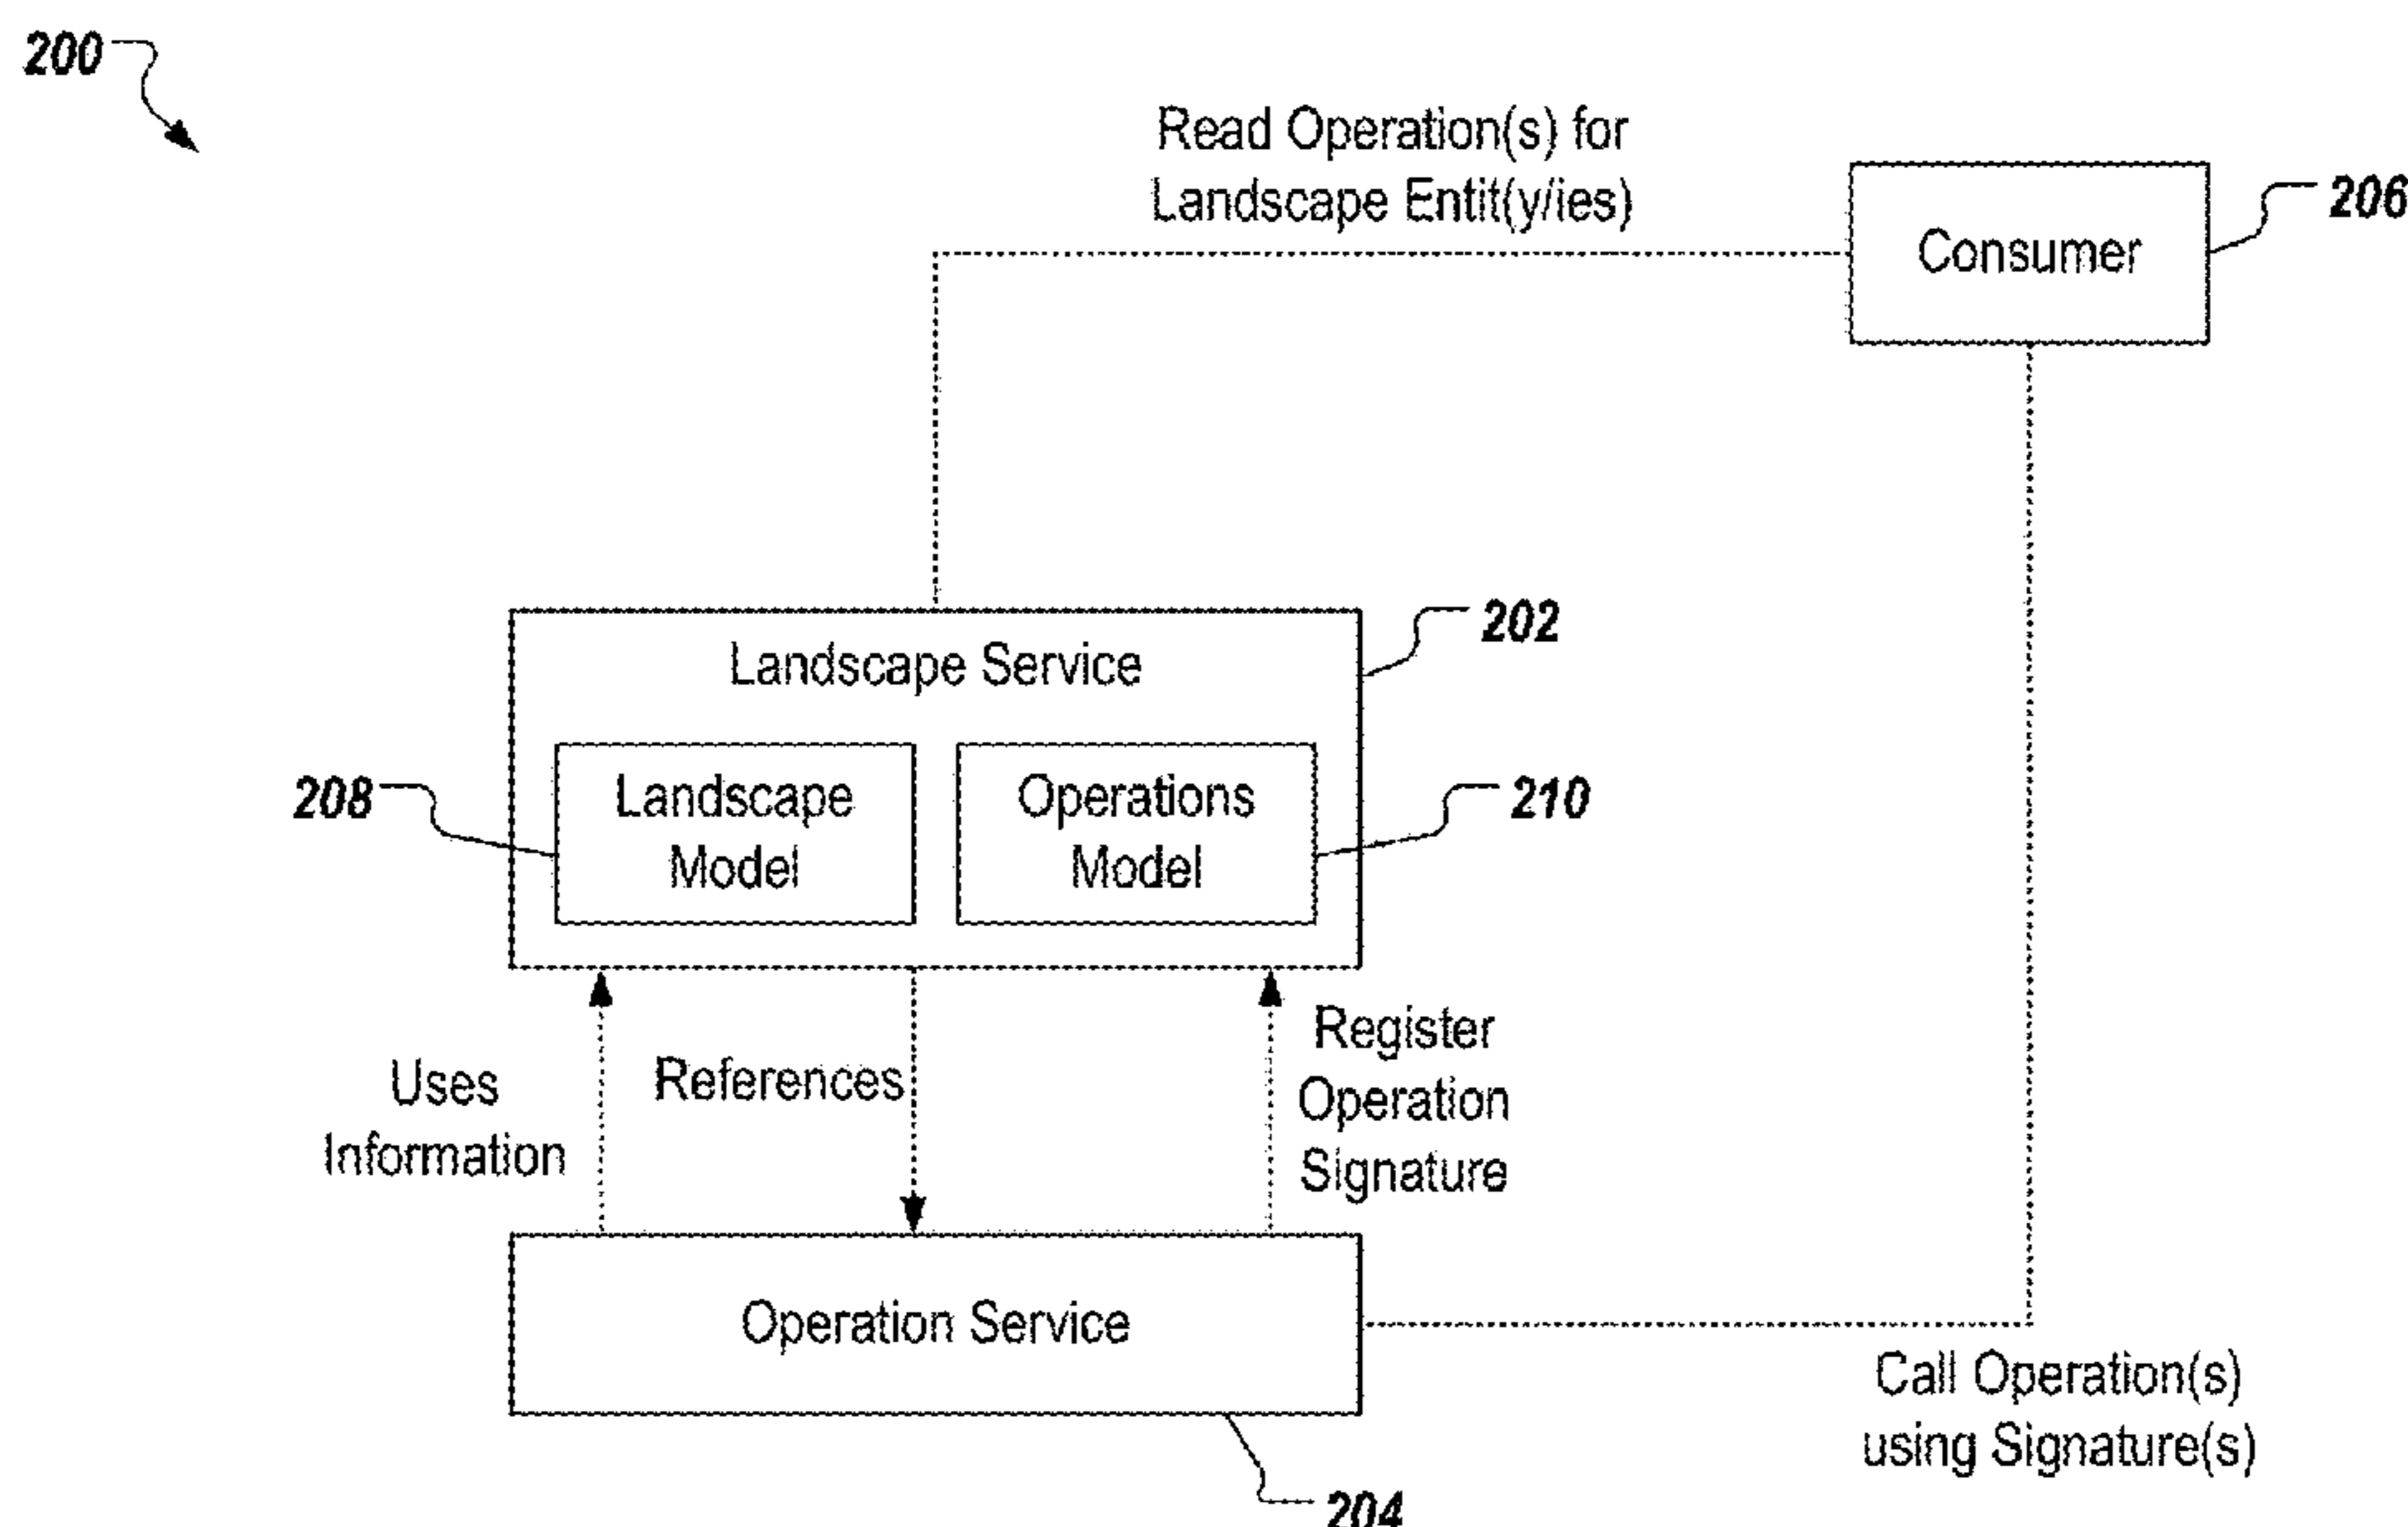 200
Read Operation(s) for
Landscape Entit(y/ies)
Consumer
206
Landscape Service
202
208
Landscape
Model
Operations
Model
210
Uses
Information
References
Register
Operation
Signature
Operation Service
204
Call Operation(s)
using Signature(s)